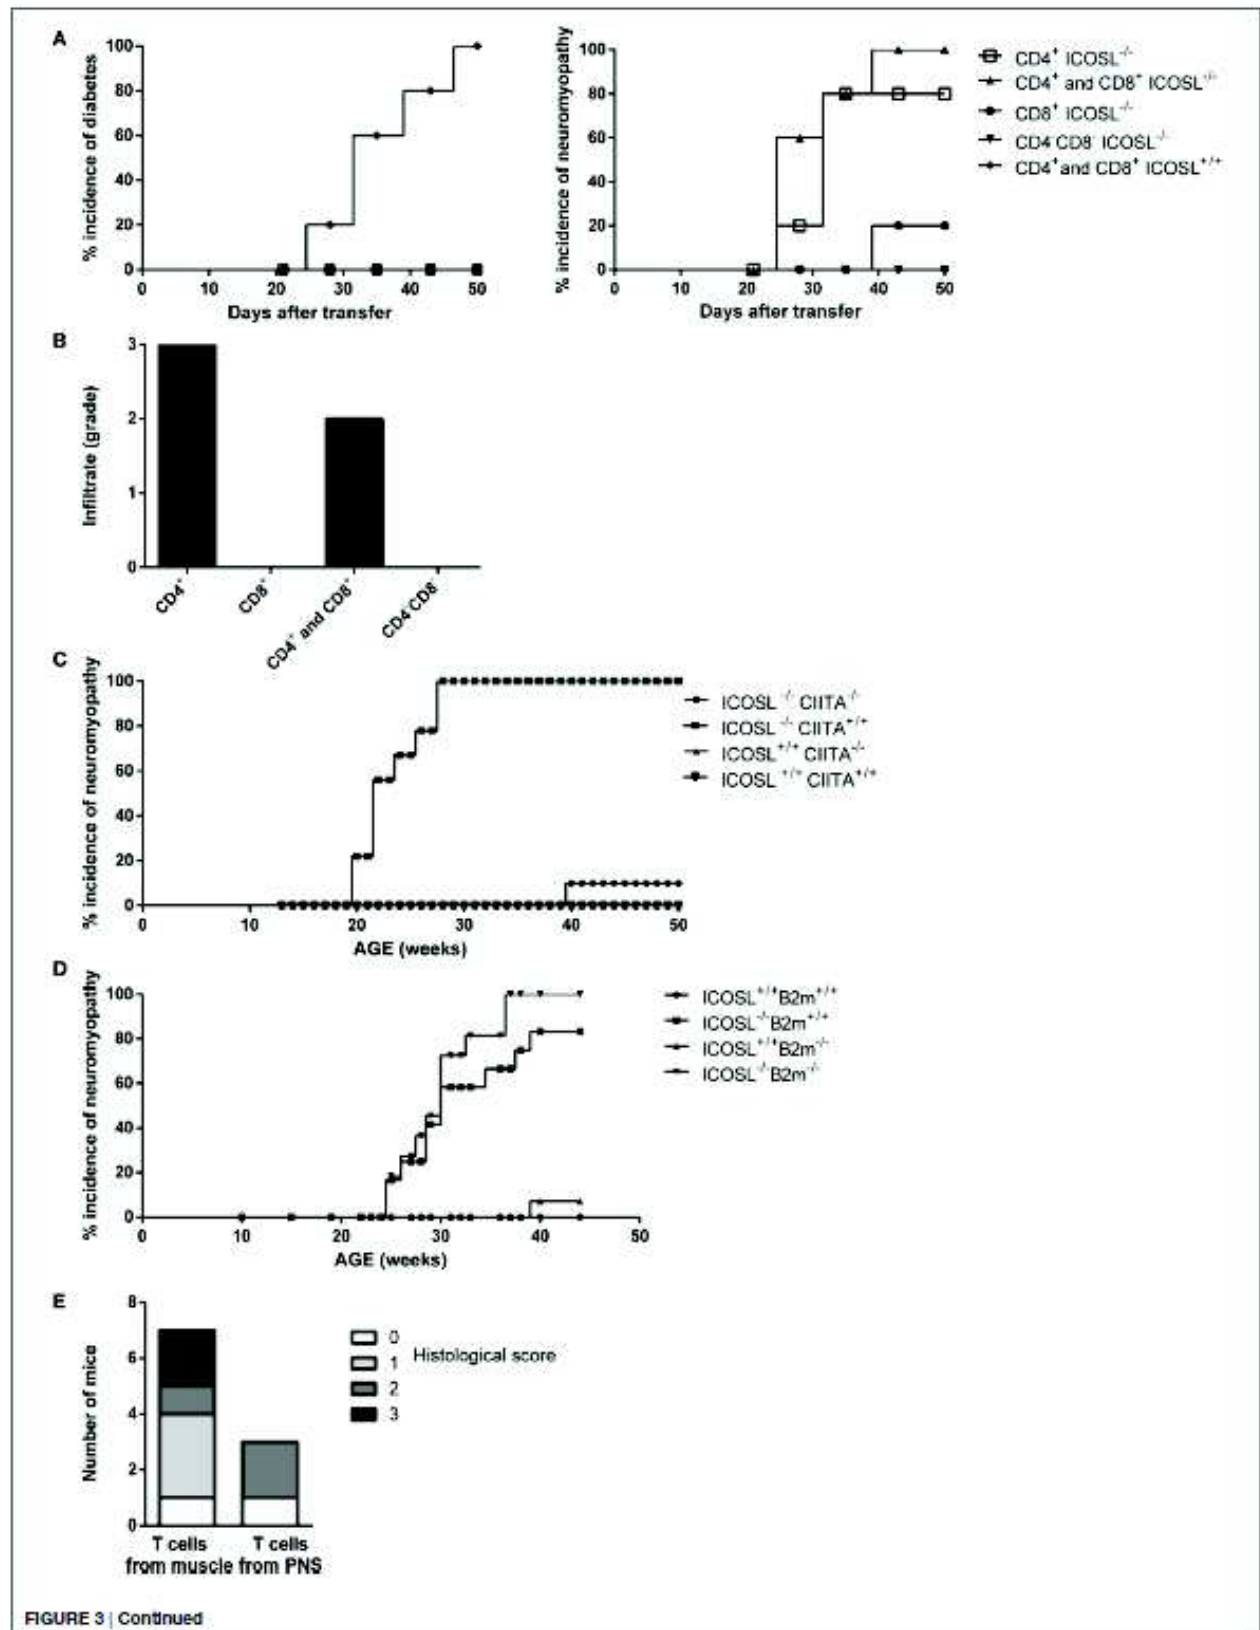 A
% incidence of diabetes
100
80
60
40
20
0
0 10 20 30 40 50
Days after transfer
% incidence of neuromyopathy
100
80
60
40
20
0
0 10 20 30 40 50
Days after transfer
CD4⁺ ICOSL⁻/⁻
CD4⁺ and CD8⁺ ICOSL⁻/⁻
CD8⁺ ICOSL⁻/⁻
CD4⁻CD8⁻ ICOSL⁻/⁻
CD4⁺and CD8⁺ ICOSL⁺/⁺
B
Infiltrate (grade)
3
2
1
0
CD4⁺
CD8⁺
CD4⁺ and CD8⁺
CD4⁻CD8⁻
C
% incidence of neuromyopathy
100
80
60
40
20
0
0 10 20 30 40 50
AGE (weeks)
ICOSL⁻/⁻ CIITA⁻/⁻
ICOSL⁻/⁻ CIITA⁺/⁺
ICOSL⁺/⁺ CIITA⁻/⁻
ICOSL⁺/⁺ CIITA⁺/⁺
D
% incidence of neuromyopathy
100
80
60
40
20
0
0 10 20 30 40 50
AGE (weeks)
ICOSL⁺/⁺B2m⁺/⁺
ICOSL⁻/⁻B2m⁺/⁺
ICOSL⁺/⁺B2m⁻/⁻
ICOSL⁻/⁻B2m⁻/⁻
E
Number of mice
8
6
4
2
0
T cells T cells
from muscle from PNS
0
1
2
3
Histological score
FIGURE 3 | Continued